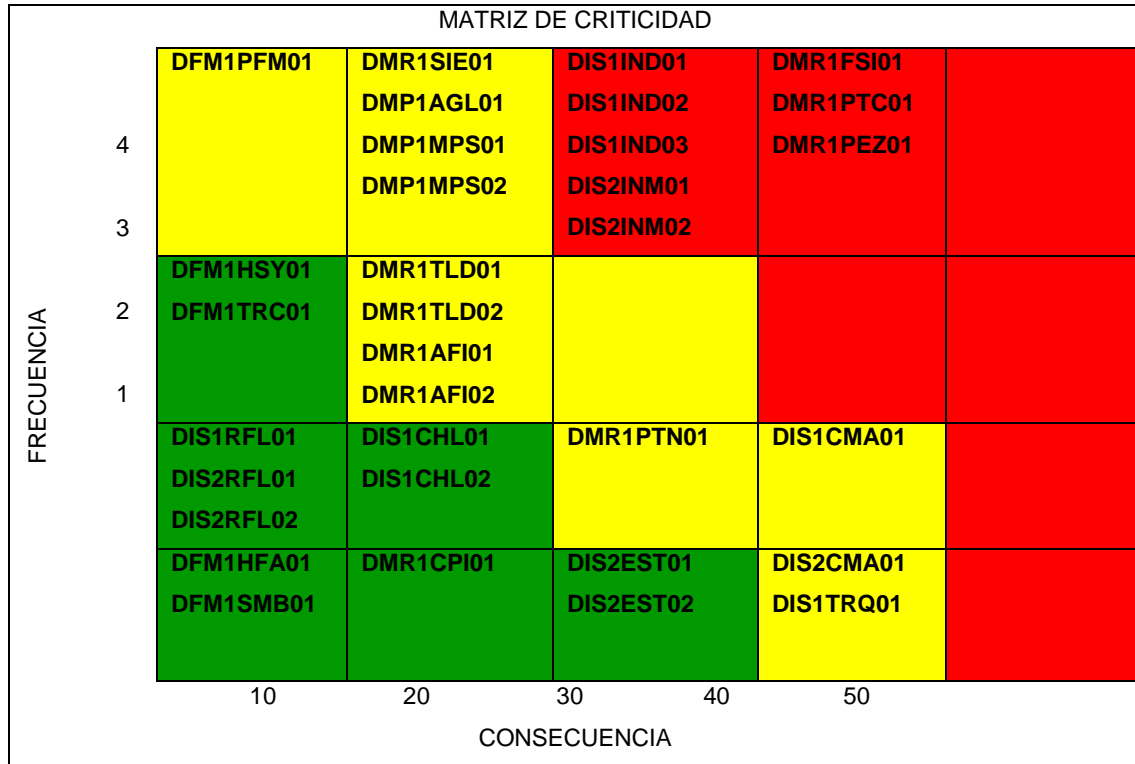 MATRIZ DE CRITICIDAD
DFM1PFM01 DMR1SIE01 DIS1IND01 DMR1FSI01
DMP1AGL01 DIS1IND02 DMR1PTC01
4 DMP1MPS01 DIS1IND03 DMR1PEZ01
DMP1MPS02 DIS2INM01
3 DIS2INM02
DFM1HSY01 DMR1TLD01
2 DFM1TRC01 DMR1TLD02
DMR1AFI01
1 DMR1AFI02
FRECUENCIA
DIS1RFL01 DIS1CHL01 DMR1PTN01 DIS1CMA01
DIS2RFL01 DIS1CHL02
DIS2RFL02
DFM1HFA01 DMR1CPI01 DIS2EST01 DIS2CMA01
DFM1SMB01 DIS2EST02 DIS1TRQ01
10 20 30 40 50
CONSECUENCIA